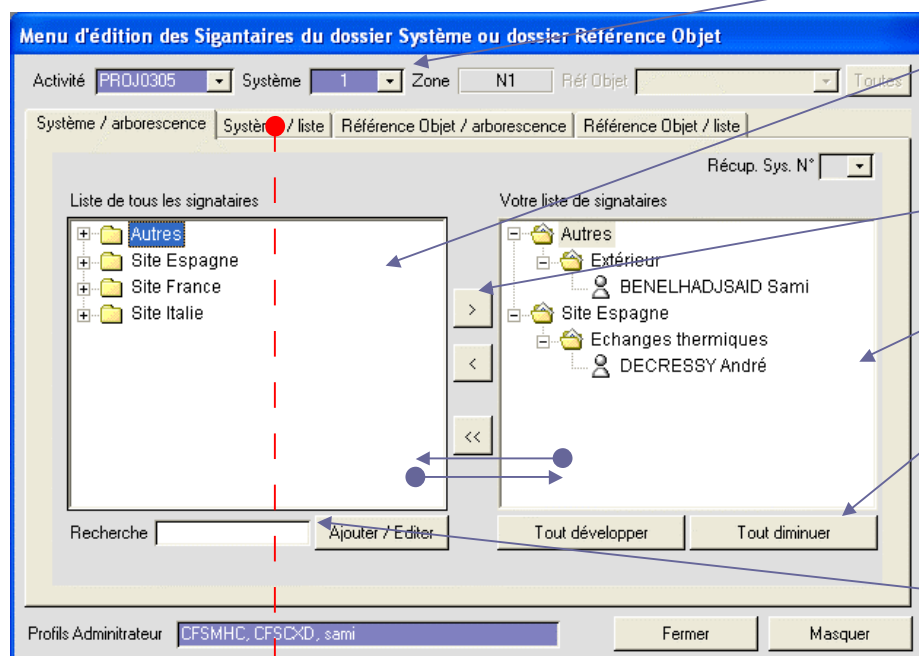 Menu d'édition des Sigantaires du dossier Système ou dossier Référence Objet
Activité PROJ0305 Système 1 Zone N1 Réf Objet Toutes
Système / arborescence Système / liste Référence Objet / arborescence Référence Objet / liste
Récup. Sys. N°
Liste de tous les signataires Votre liste de signataires
Autres
Site Espagne
Site France
Site Italie
>
<
<<
Autres
Extérieur
BENELHADJSAID Sami
Site Espagne
Echanges thermiques
DECRESSY André
Recherche Ajouter / Editer Tout développer Tout diminuer
Profils Adminitrateur CFSMHC, CFSCXD, sami Fermer Masquer